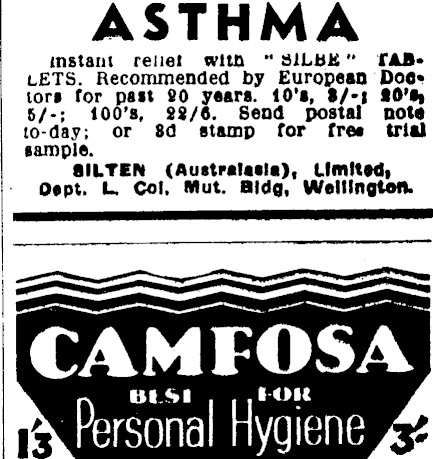 ASTHMA
Instant relief with "SILBE" TAB-
LETS. Recommended by European Doc-
tors for past 20 years. 10's, 3/-; 20's,
5/-; 100's, 22/6. Send postal note
to-day; or 3d stamp for free trial
sample.
SILTEN (Australasia), Limited,
Dept. L, Col. Mut. Bldg, Wellington.
CAMFOSA
BEST FOR
Personal Hygiene
1'3 3/-